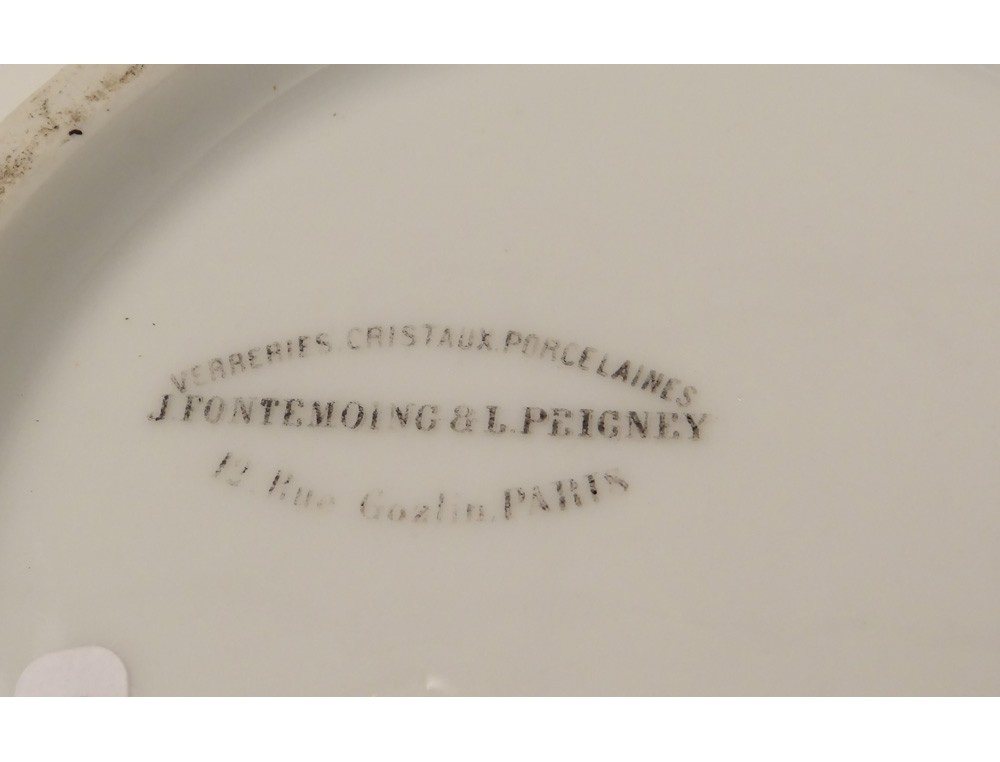 VERRERIES.CRISTAUX.PORCELAINES
J FONTEMOING & L.PEIGNEY
12.Rue Gozlin.PARIS